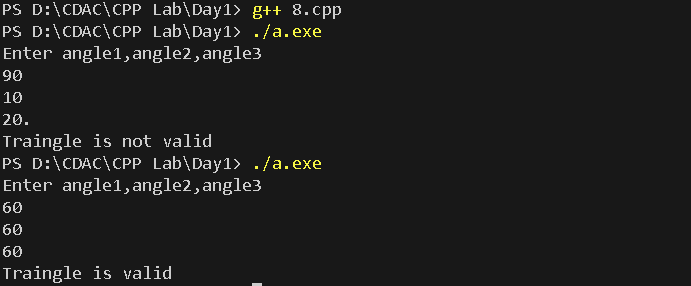 PS D:\CDAC\CPP Lab\Day1> g++ 8.cpp
PS D:\CDAC\CPP Lab\Day1> ./a.exe
Enter angle1,angle2,angle3
90
10
20.
Traingle is not valid
PS D:\CDAC\CPP Lab\Day1> ./a.exe
Enter angle1,angle2,angle3
60
60
60
Traingle is valid